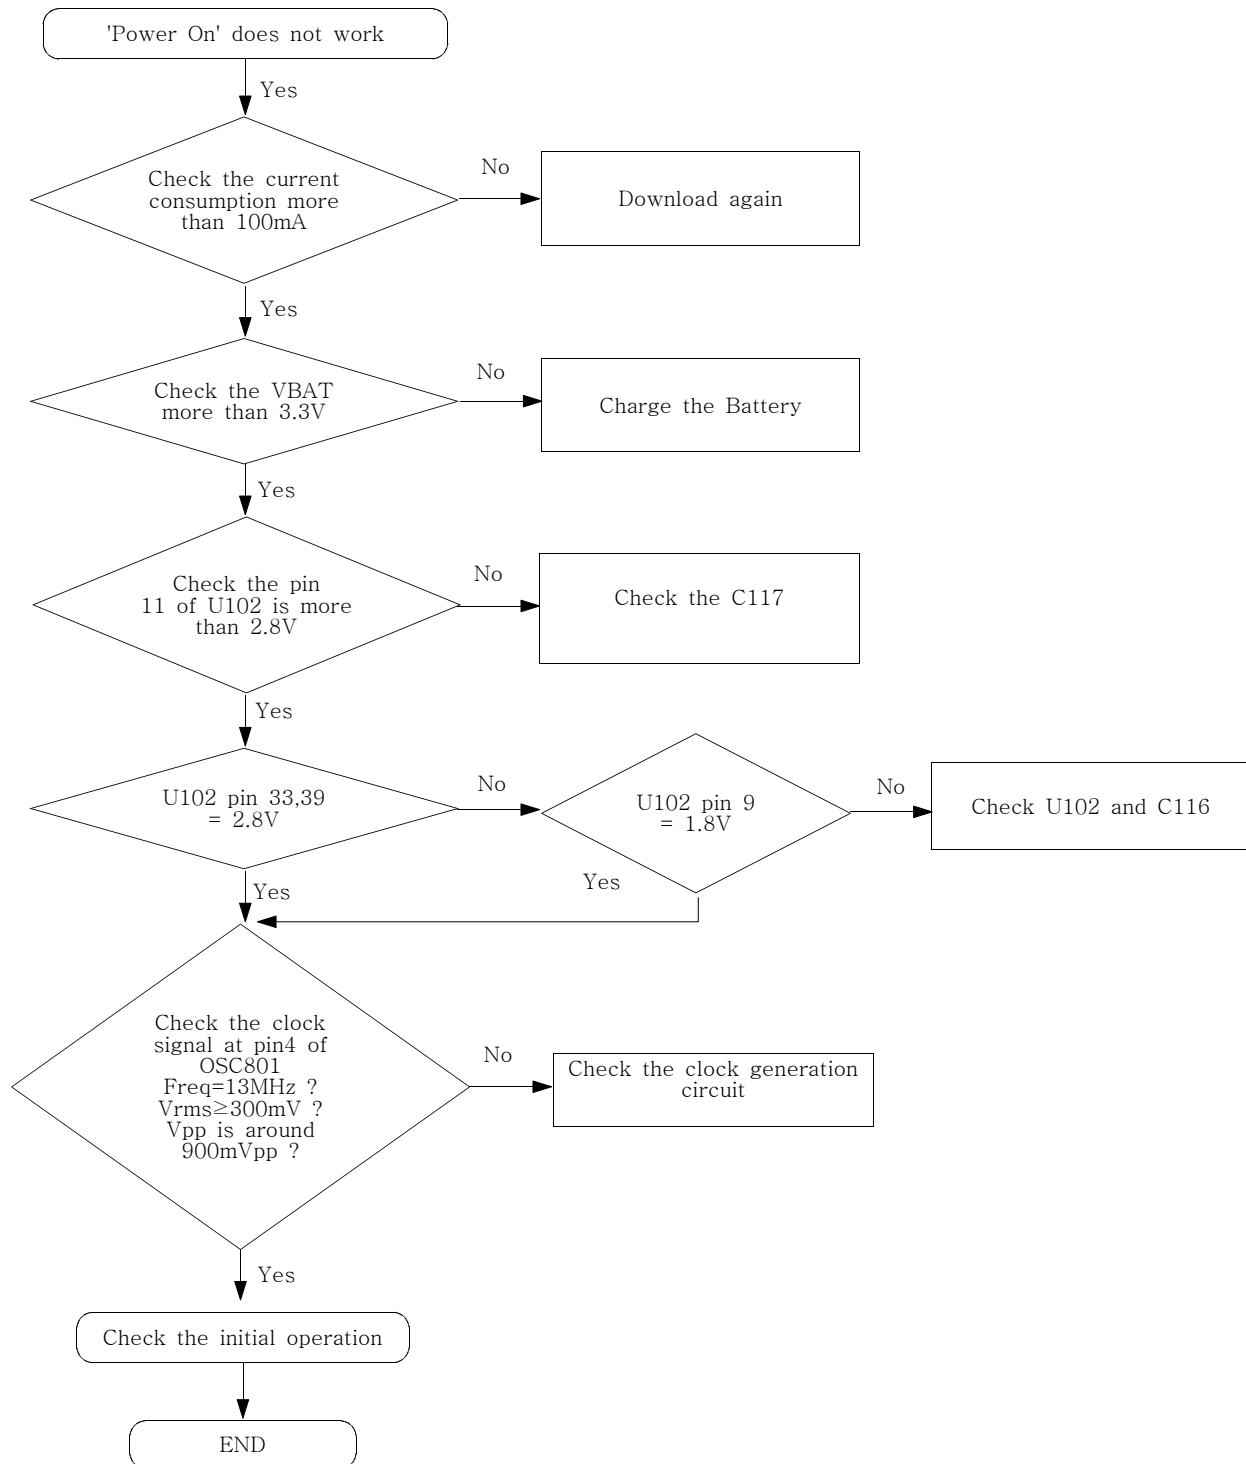 'Power On' does not work
Yes
Check the current
consumption more
than 100mA
No
Download again
Yes
Check the VBAT
more than 3.3V
No
Charge the Battery
Yes
Check the pin
11 of U102 is more
than 2.8V
No
Check the C117
Yes
U102 pin 33,39
= 2.8V
No
U102 pin 9
= 1.8V
No
Check U102 and C116
Yes
Yes
Check the clock
signal at pin4 of
OSC801
Freq=13MHz ?
Vrms≥300mV ?
Vpp is around
900mVpp ?
No
Check the clock generation
circuit
Yes
Check the initial operation
END